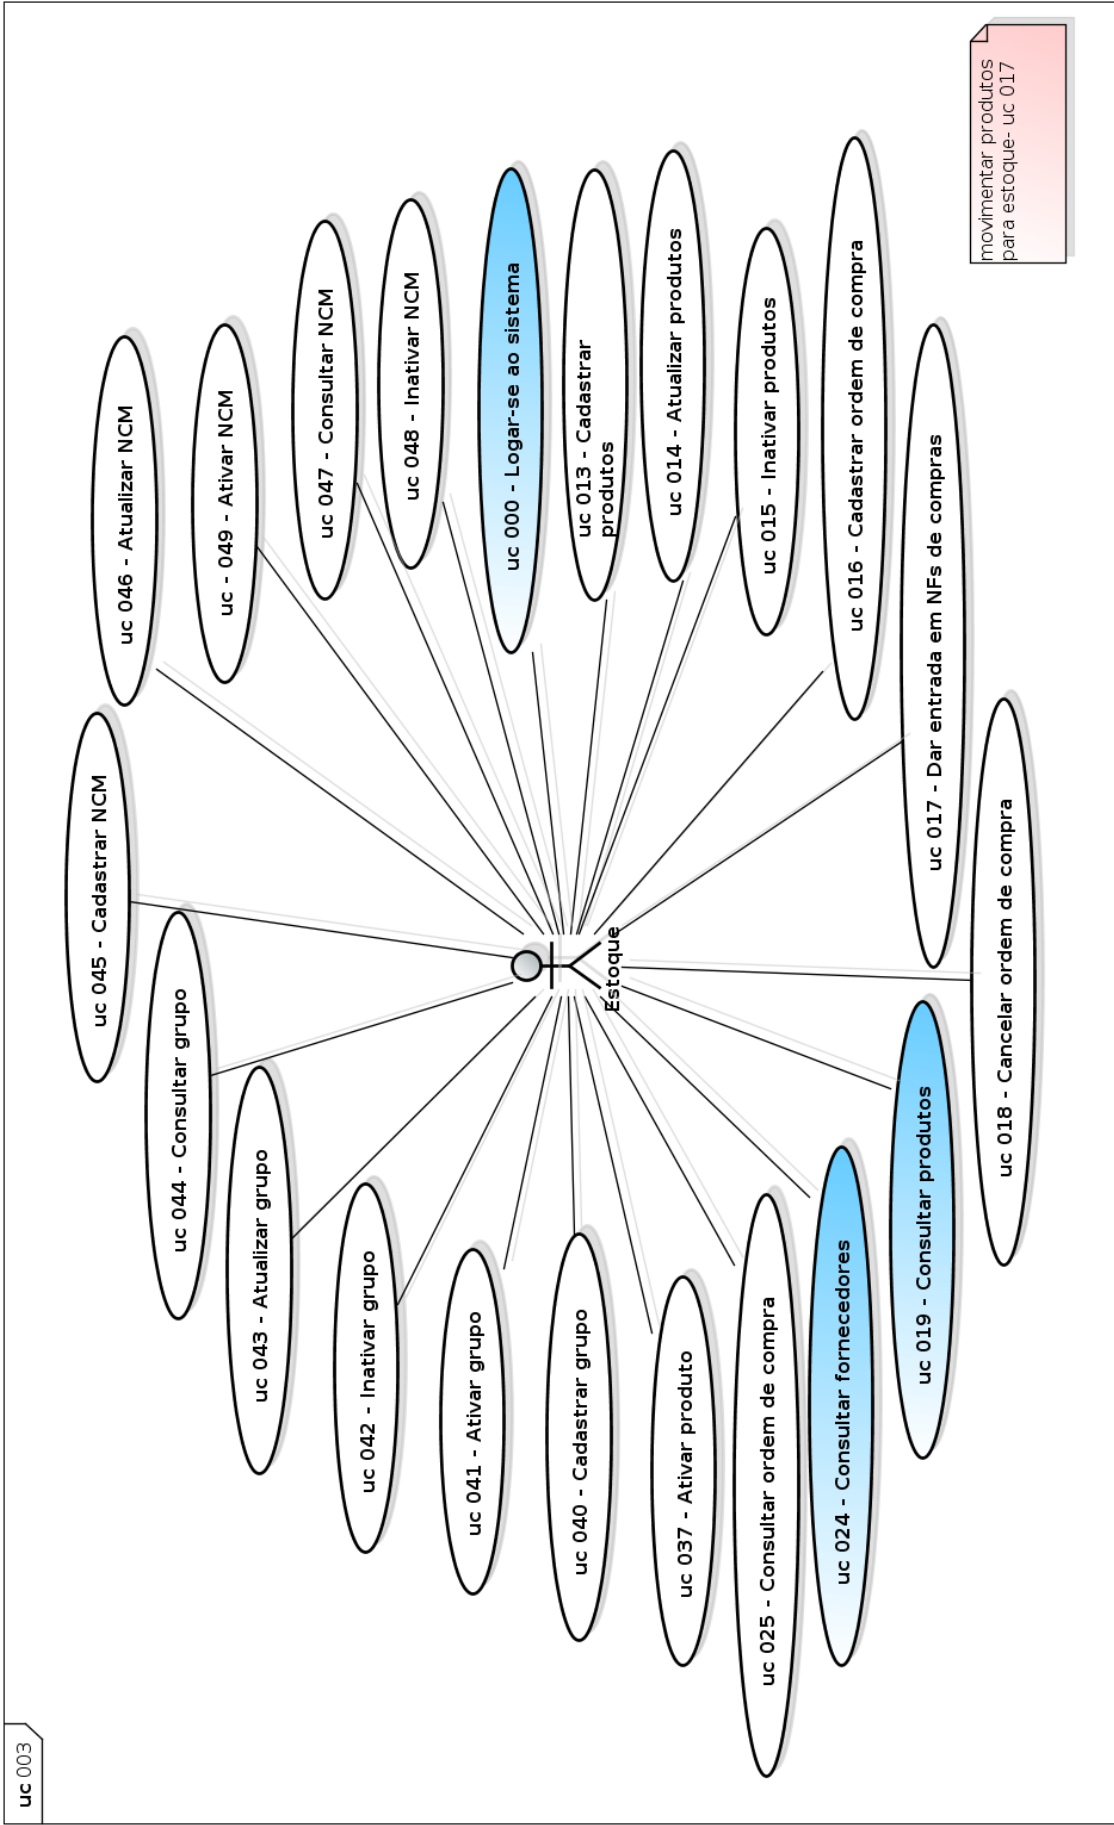 uc 003
uc 045 - Cadastrar NCM
uc 046 - Atualizar NCM
uc 044 - Consultar grupo
uc - 049 - Ativar NCM
uc 043 - Atualizar grupo
uc 047 - Consultar NCM
uc 042 - Inativar grupo
uc 048 - Inativar NCM
uc 041 - Ativar grupo
uc 000 - Logar-se ao sistema
uc 040 - Cadastrar grupo
Estoque
uc 013 - Cadastrar
produtos
uc 037 - Ativar produto
uc 014 - Atualizar produtos
uc 025 - Consultar ordem de compra
uc 015 - Inativar produtos
uc 024 - Consultar fornecedores
uc 016 - Cadastrar ordem de compra
uc 019 - Consultar produtos
uc 017 - Dar entrada em NFs de compras
uc 018 - Cancelar ordem de compra
movimentar produtos
para estoque- uc 017